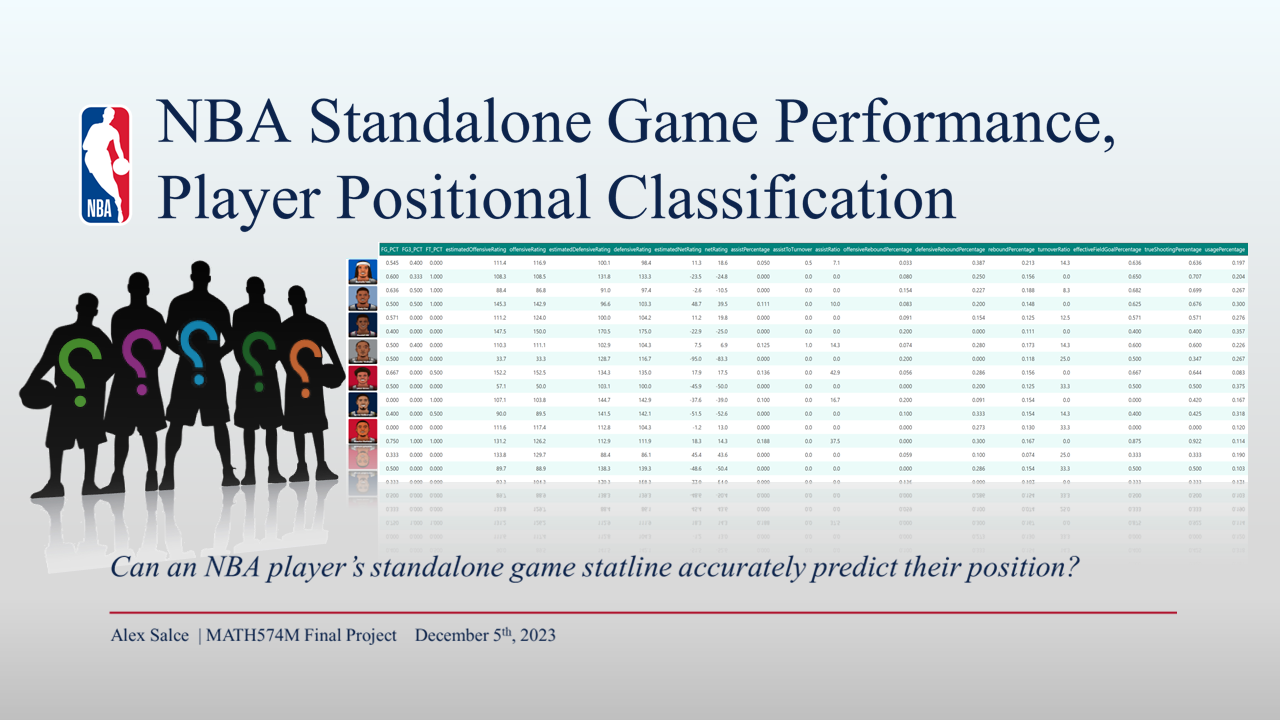 NBA Standalone Game Performance,
Player Positional Classification
NBA
FG_PCT FG3_PCT FT_PCT estimatedOffensiveRating offensiveRating estimatedDefensiveRating defensiveRating estimatedNetRating netRating assistPercentage assistToTurnover assistRatio offensiveReboundPercentage defensiveReboundPercentage reboundPercentage turnoverRatio effectiveFieldGoalPercentage trueShootingPercentage usagePercentage
0.545 0.400 0.000 111.4 116.9 100.1 98.4 11.3 18.6 0.050 0.5 7.1 0.033 0.387 0.213 14.3 0.636 0.636 0.197
0.600 0.333 1.000 108.3 108.5 131.8 133.3 -23.5 -24.8 0.000 0.0 0.0 0.080 0.250 0.156 0.0 0.650 0.707 0.204
0.636 0.500 1.000 88.4 86.8 91.0 97.4 -2.6 -10.5 0.000 0.0 0.0 0.154 0.227 0.188 8.3 0.682 0.699 0.267
0.500 0.500 1.000 145.3 142.9 96.6 103.3 48.7 39.5 0.111 0.0 10.0 0.083 0.200 0.148 0.0 0.625 0.676 0.300
0.571 0.000 0.000 111.2 124.0 100.0 104.2 11.2 19.8 0.000 0.0 0.0 0.091 0.154 0.125 12.5 0.571 0.571 0.276
0.400 0.000 0.000 147.5 150.0 170.5 175.0 -22.9 -25.0 0.000 0.0 0.0 0.200 0.000 0.111 0.0 0.400 0.400 0.357
0.500 0.400 0.000 110.3 111.1 102.9 104.3 7.5 6.9 0.125 1.0 14.3 0.074 0.280 0.173 14.3 0.600 0.600 0.226
0.500 0.000 0.000 33.7 33.3 128.7 116.7 -95.0 -83.3 0.000 0.0 0.0 0.200 0.000 0.118 25.0 0.500 0.347 0.267
0.667 0.000 0.500 152.2 152.5 134.3 135.0 17.9 17.5 0.136 0.0 42.9 0.056 0.286 0.156 0.0 0.667 0.644 0.083
0.500 0.000 0.000 57.1 50.0 103.1 100.0 -45.9 -50.0 0.000 0.0 0.0 0.000 0.200 0.125 33.3 0.500 0.500 0.375
0.000 0.000 1.000 107.1 103.8 144.7 142.9 -37.6 -39.0 0.100 0.0 16.7 0.200 0.091 0.154 0.0 0.000 0.420 0.167
0.400 0.000 0.500 90.0 89.5 141.5 142.1 -51.5 -52.6 0.000 0.0 0.0 0.100 0.333 0.154 14.3 0.400 0.425 0.318
0.000 0.000 0.000 111.6 117.4 112.8 104.3 -1.2 13.0 0.000 0.0 0.0 0.000 0.273 0.130 33.3 0.000 0.000 0.120
0.750 1.000 1.000 131.2 126.2 112.9 111.9 18.3 14.3 0.188 0.0 37.5 0.000 0.300 0.167 0.0 0.875 0.922 0.114
0.333 0.000 0.000 133.8 129.7 88.4 86.1 45.4 43.6 0.000 0.0 0.0 0.059 0.100 0.074 25.0 0.333 0.333 0.190
0.500 0.000 0.000 89.7 88.9 138.3 139.3 -48.6 -50.4 0.000 0.0 0.0 0.000 0.286 0.154 33.3 0.500 0.500 0.103
Can an NBA player’s standalone game statline accurately predict their position?
Alex Salce | MATH574M Final Project December 5th, 2023